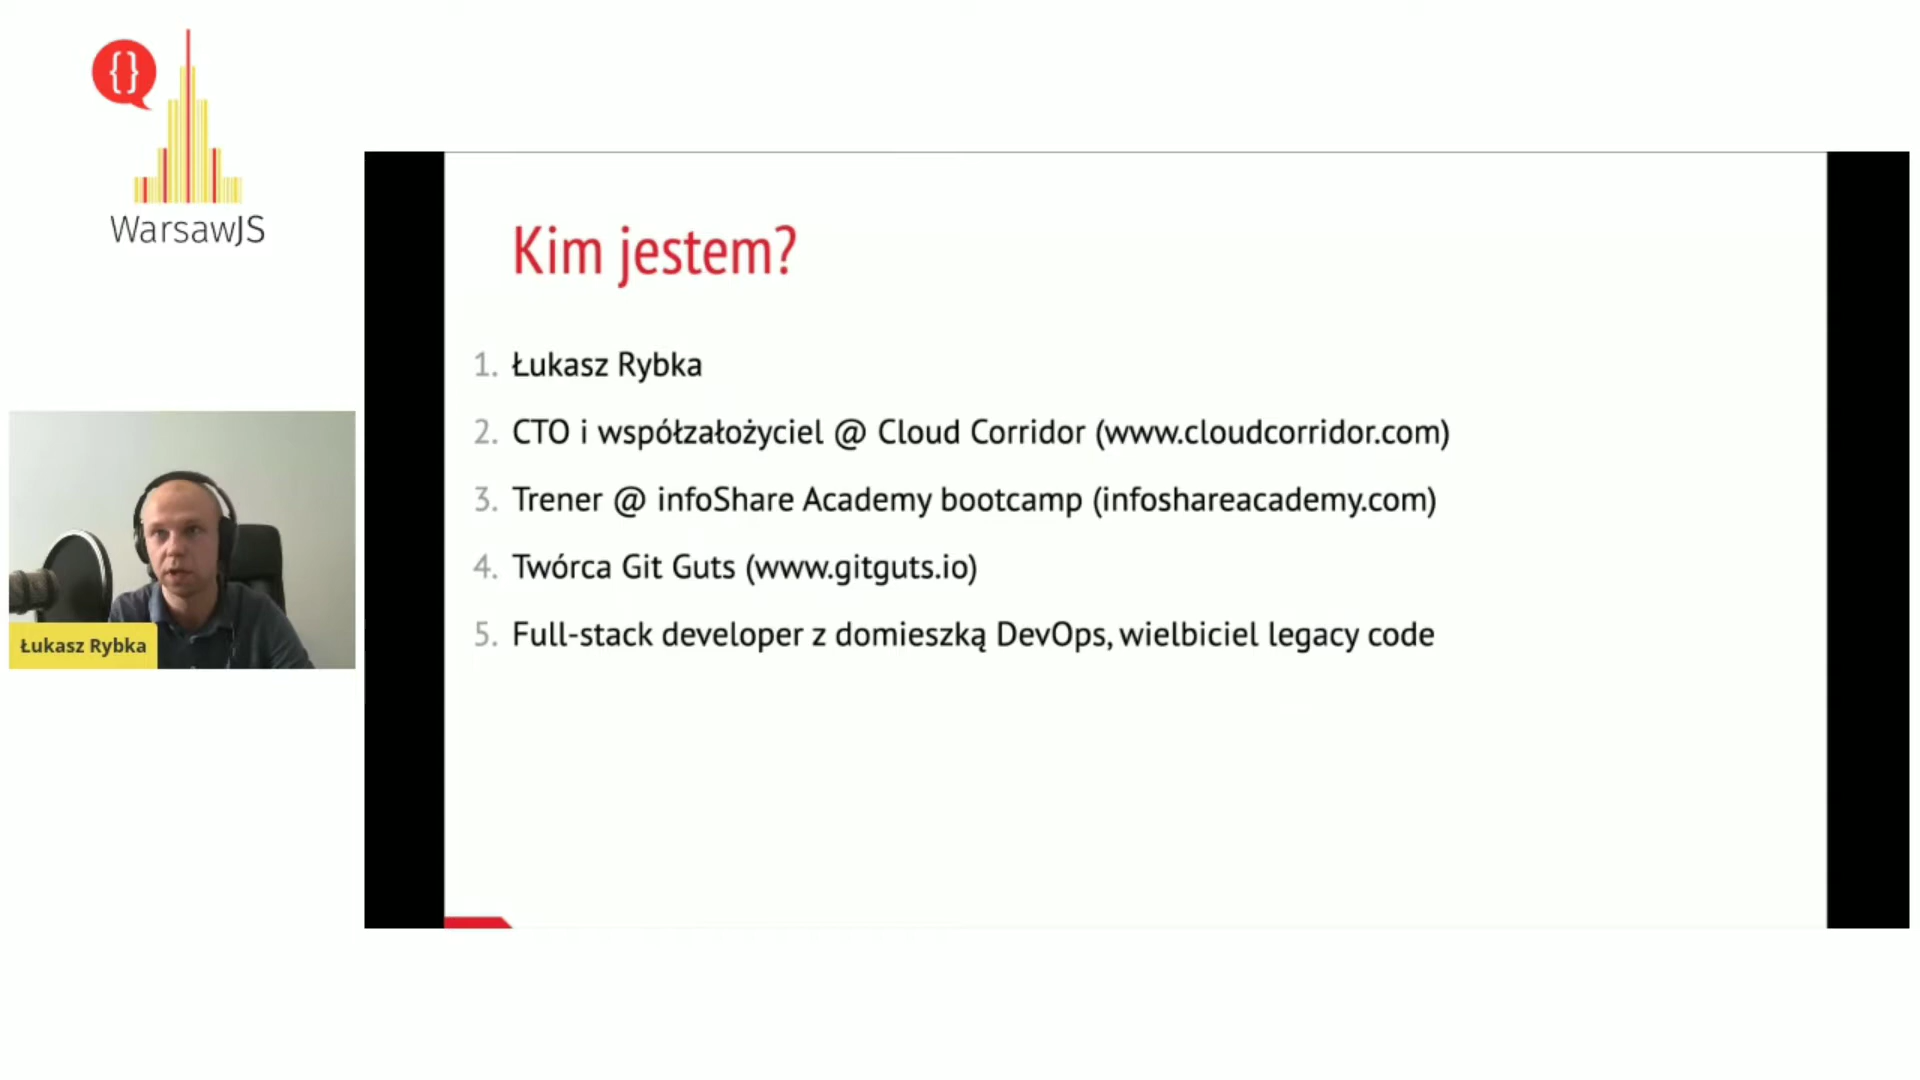 {}
WarsawJS
Kim jestem?
1. Łukasz Rybka
2. CTO i współzałożyciel @ Cloud Corridor (www.cloudcorridor.com)
3. Trener @ infoShare Academy bootcamp (infoshareacademy.com)
4. Twórca Git Guts (www.gitguts.io)
5. Full-stack developer z domieszką DevOps, wielbiciel legacy code
Łukasz Rybka